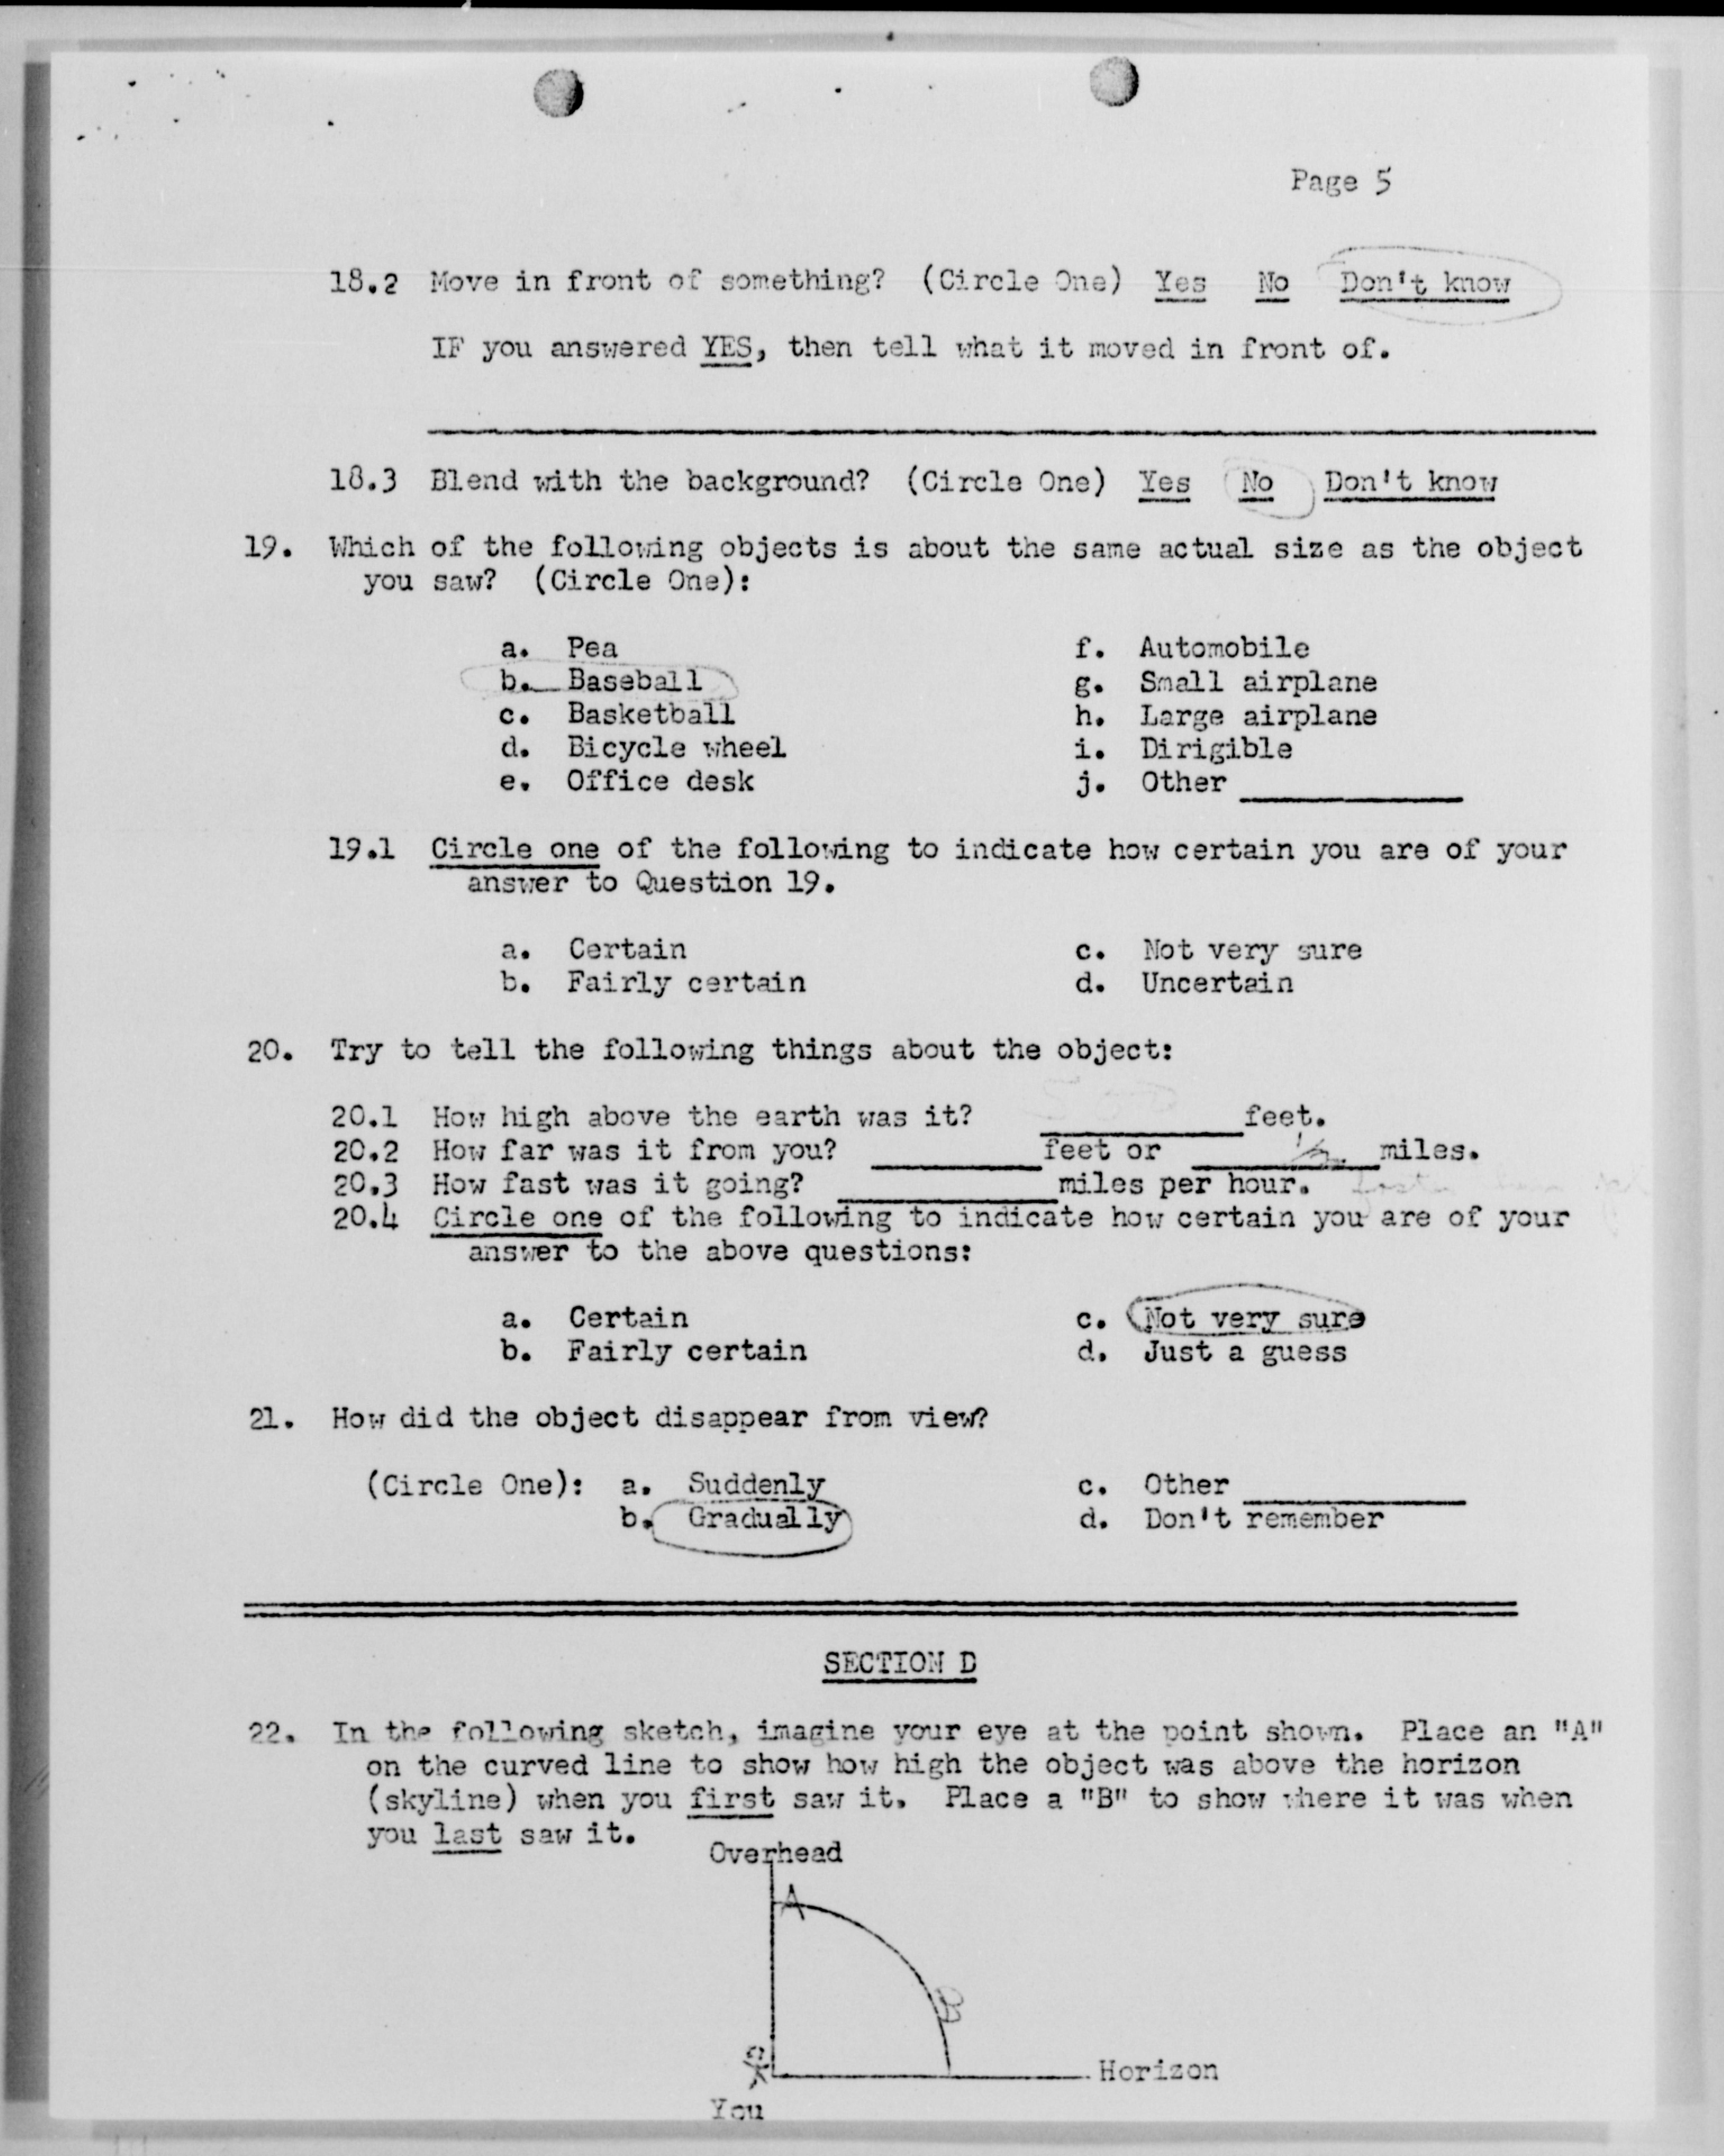 Page 5
18.2 Move in front of something? (Circle One) Yes No Don't know
IF you answered YES, then tell what it moved in front of.
18.3 Blend with the background? (Circle One) Yes No Don't know
19. Which of the following objects is about the same actual size as the object
you saw? (Circle One):
a. Pea f. Automobile
b. Baseball g. Small airplane
c. Basketball h. Large airplane
d. Bicycle wheel i. Dirigible
e. Office desk j. Other
19.1 Circle one of the following to indicate how certain you are of your
answer to Question 19.
a. Certain c. Not very sure
b. Fairly certain d. Uncertain
20. Try to tell the following things about the object:
20.1 How high above the earth was it? feet.
20.2 How far was it from you? feet or 1/2 miles.
20.3 How fast was it going? miles per hour.
20.4 Circle one of the following to indicate how certain you are of your
answer to the above questions:
a. Certain c. Not very sure
b. Fairly certain d. Just a guess
21. How did the object disappear from view?
(Circle One): a. Suddenly c. Other
b. Gradually d. Don't remember
SECTION D
22. In the following sketch, imagine your eye at the point shown. Place an "A"
on the curved line to show how high the object was above the horizon
(skyline) when you first saw it. Place a "B" to show where it was when
you last saw it.
Overhead
A
B
Horizon
You